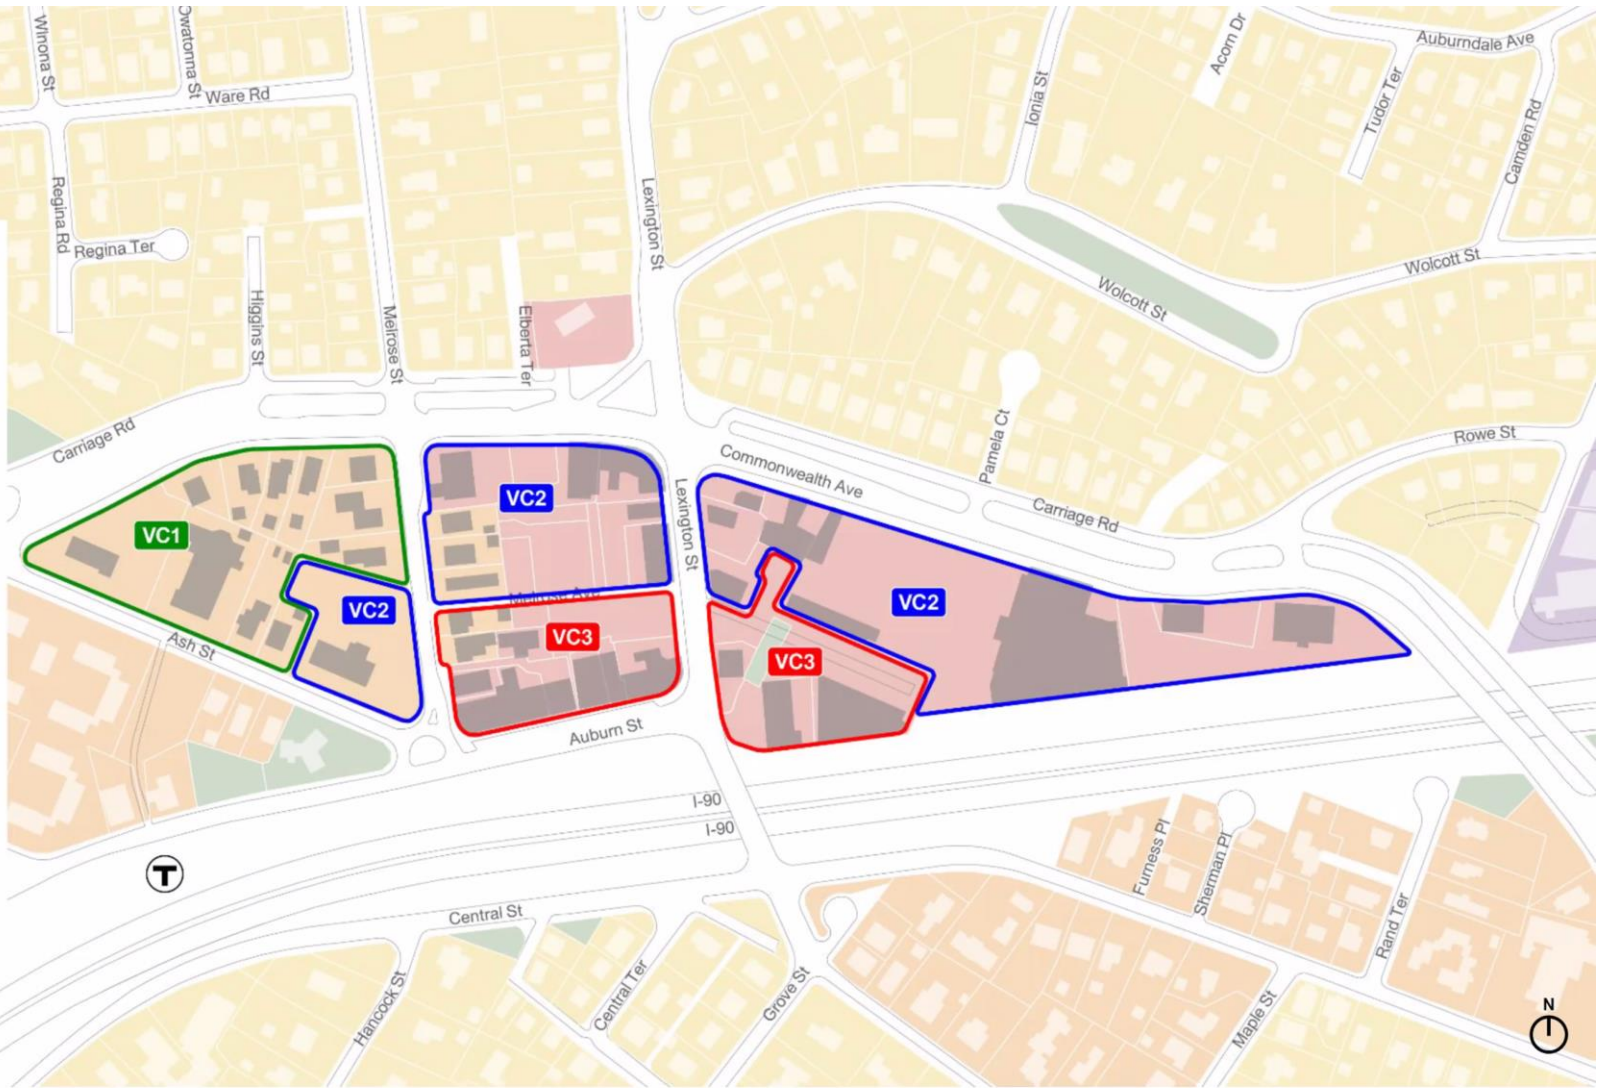 Winona St
Owatonna St
Ware Rd
Acorn Dr
Auburndale Ave
Tudor Ter
Ionia St
Camden Rd
Regina Rd
Regina Ter
Lexington St
Higgins St
Melrose St
Elberta Ter
Wolcott St
Wolcott St
Carriage Rd
Pamela Ct
Rowe St
Commonwealth Ave
Carriage Rd
VC1
VC2
Lexington St
VC2
Melrose Ave
VC2
VC3
VC3
Ash St
Auburn St
I-90
I-90
T
Furness Pl
Sherman Pl
Central St
Rand Ter
Hancock St
Central Ter
Grove St
Maple St
N